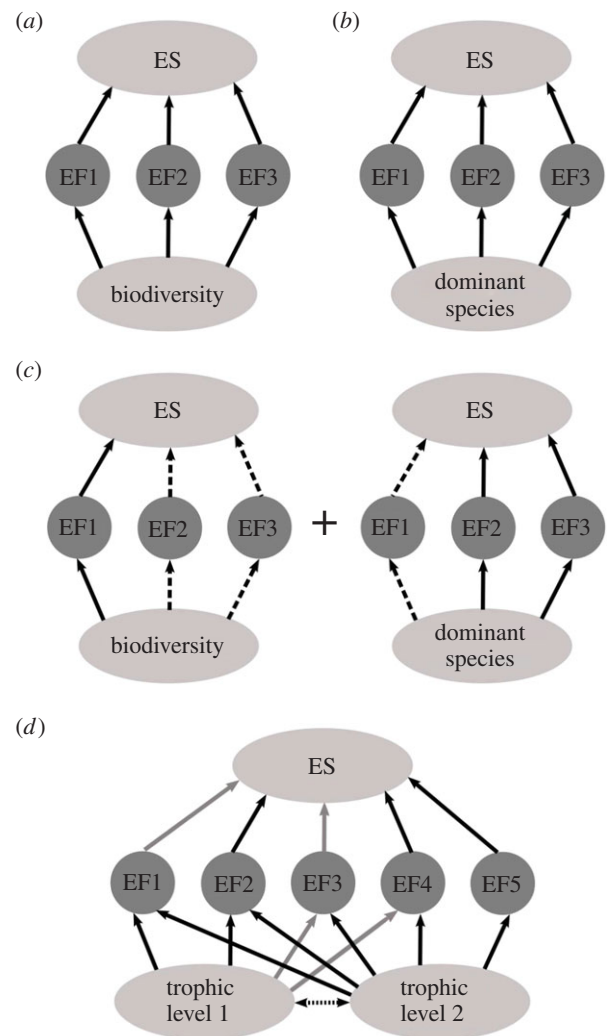 (a)
(b)
ES
ES
EF1
EF2
EF3
EF1
EF2
EF3
biodiversity
dominant
species
(c)
ES
ES
EF1
EF2
EF3
+
EF1
EF2
EF3
biodiversity
dominant
species
(d)
ES
EF1
EF2
EF3
EF4
EF5
trophic
level 1
trophic
level 2